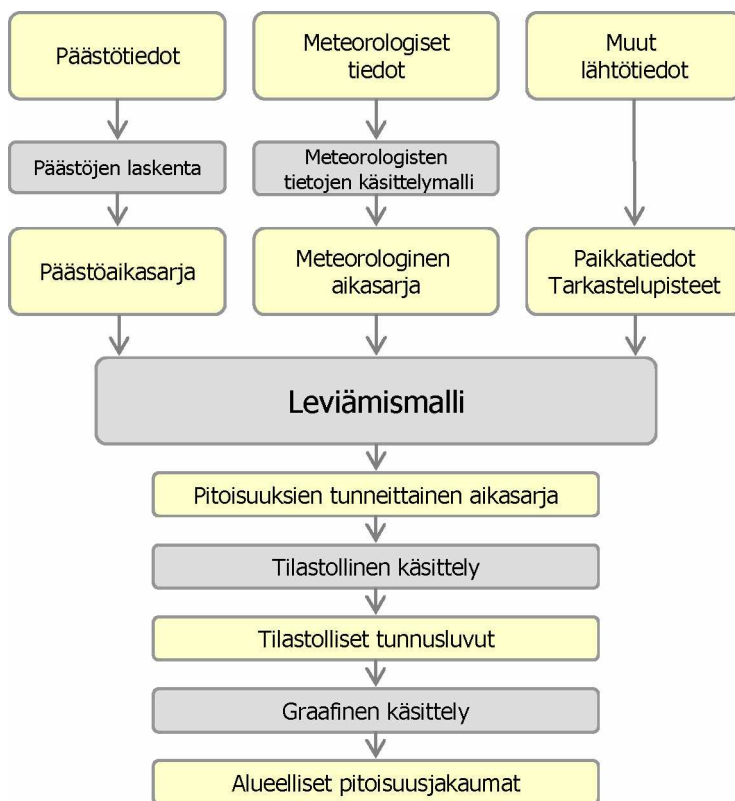 Päästötiedot
Meteorologiset
tiedot
Muut
lähtötiedot
Päästöjen laskenta
Meteorologisten
tietojen käsittelymalli
Päästöaikasarja
Meteorologinen
aikasarja
Paikkatiedot
Tarkastelupisteet
Leviämismalli
Pitoisuuksien tunneittainen aikasarja
Tilastollinen käsittely
Tilastolliset tunnusluvut
Graafinen käsittely
Alueelliset pitoisuusjakaumat